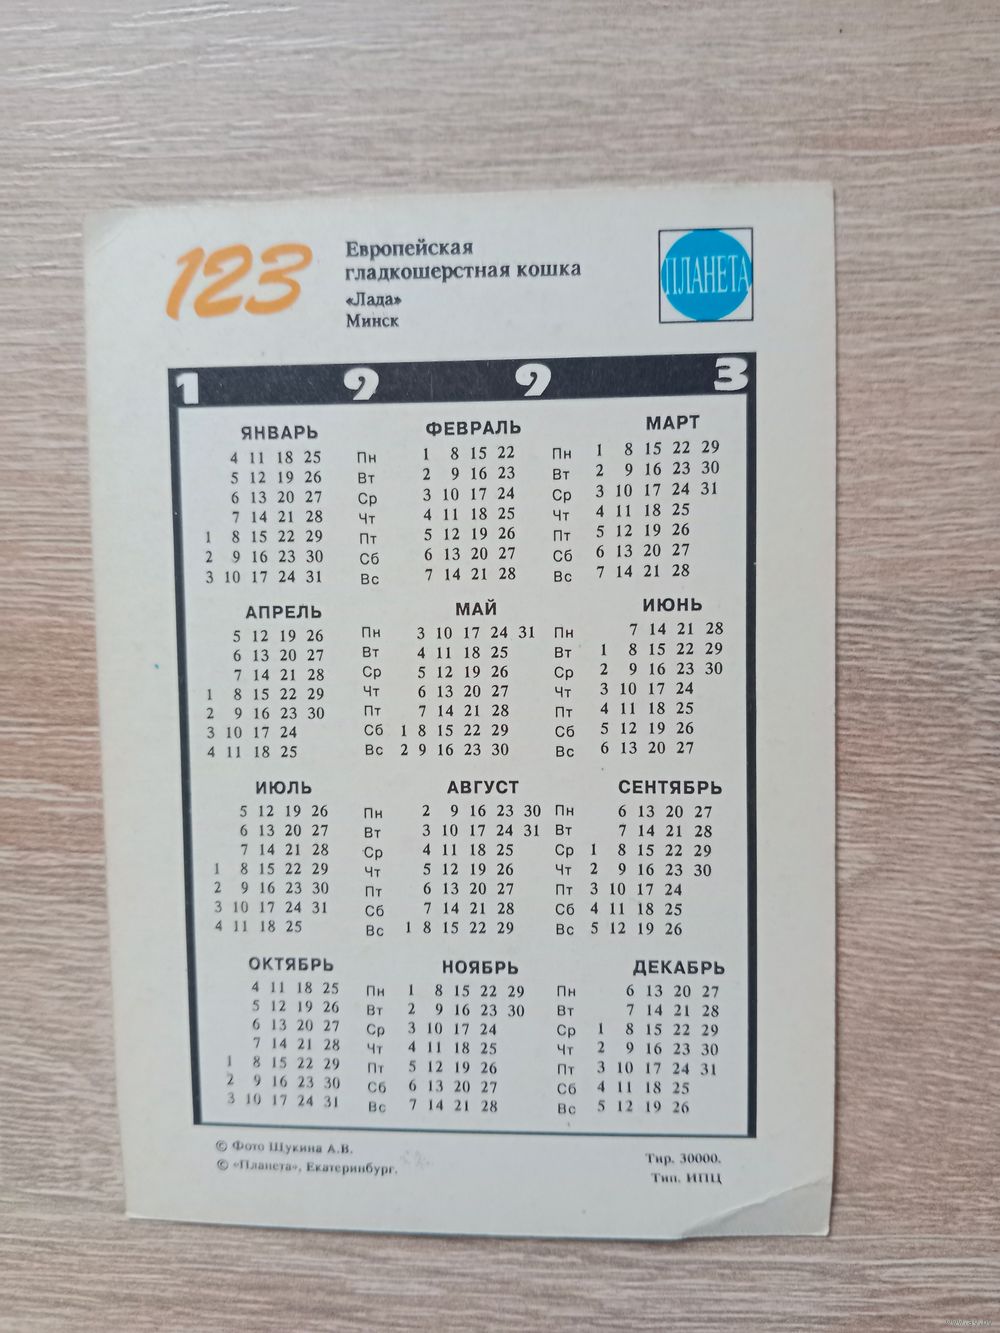 123
Европейская
гладкошерстная кошка
«Лада»
Минск
ПЛАНЕТА
1 9 9 3
ЯНВАРЬ ФЕВРАЛЬ МАРТ
4 11 18 25 Пн 1 8 15 22 Пн 1 8 15 22 29
5 12 19 26 Вт 2 9 16 23 Вт 2 9 16 23 30
6 13 20 27 Ср 3 10 17 24 Ср 3 10 17 24 31
7 14 21 28 Чт 4 11 18 25 Чт 4 11 18 25
1 8 15 22 29 Пт 5 12 19 26 Пт 5 12 19 26
2 9 16 23 30 Сб 6 13 20 27 Сб 6 13 20 27
3 10 17 24 31 Вс 7 14 21 28 Вс 7 14 21 28
АПРЕЛЬ МАЙ ИЮНЬ
5 12 19 26 Пн 3 10 17 24 31 Пн 7 14 21 28
6 13 20 27 Вт 4 11 18 25 Вт 1 8 15 22 29
7 14 21 28 Ср 5 12 19 26 Ср 2 9 16 23 30
1 8 15 22 29 Чт 6 13 20 27 Чт 3 10 17 24
2 9 16 23 30 Пт 7 14 21 28 Пт 4 11 18 25
3 10 17 24 Сб 1 8 15 22 29 Сб 5 12 19 26
4 11 18 25 Вс 2 9 16 23 30 Вс 6 13 20 27
ИЮЛЬ АВГУСТ СЕНТЯБРЬ
5 12 19 26 Пн 2 9 16 23 30 Пн 6 13 20 27
6 13 20 27 Вт 3 10 17 24 31 Вт 7 14 21 28
7 14 21 28 Ср 4 11 18 25 Ср 1 8 15 22 29
1 8 15 22 29 Чт 5 12 19 26 Чт 2 9 16 23 30
2 9 16 23 30 Пт 6 13 20 27 Пт 3 10 17 24
3 10 17 24 31 Сб 7 14 21 28 Сб 4 11 18 25
4 11 18 25 Вс 1 8 15 22 29 Вс 5 12 19 26
ОКТЯБРЬ НОЯБРЬ ДЕКАБРЬ
4 11 18 25 Пн 1 8 15 22 29 Пн 6 13 20 27
5 12 19 26 Вт 2 9 16 23 30 Вт 7 14 21 28
6 13 20 27 Ср 3 10 17 24 Ср 1 8 15 22 29
7 14 21 28 Чт 4 11 18 25 Чт 2 9 16 23 30
1 8 15 22 29 Пт 5 12 19 26 Пт 3 10 17 24 31
2 9 16 23 30 Сб 6 13 20 27 Сб 4 11 18 25
3 10 17 24 31 Вс 7 14 21 28 Вс 5 12 19 26
© Фото Щукина А.В.
© «Планета», Екатеринбург.
Тир. 30000.
Тип. ИПЦ